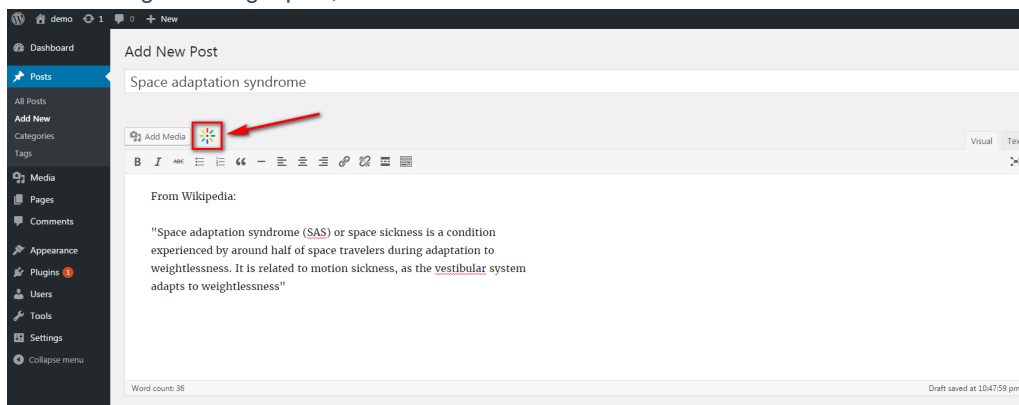 demo 1 0 + New
Dashboard
Posts
All Posts
Add New
Categories
Tags
Media
Pages
Comments
Appearance
Plugins 1
Users
Tools
Settings
Collapse menu
Add New Post
Space adaptation syndrome
Add Media
Visual
B I ABC
From Wikipedia:
"Space adaptation syndrome (SAS) or space sickness is a condition
experienced by around half of space travelers during adaptation to
weightlessness. It is related to motion sickness, as the vestibular system
adapts to weightlessness"
Word count: 36
Draft saved at 10:47:59 pm